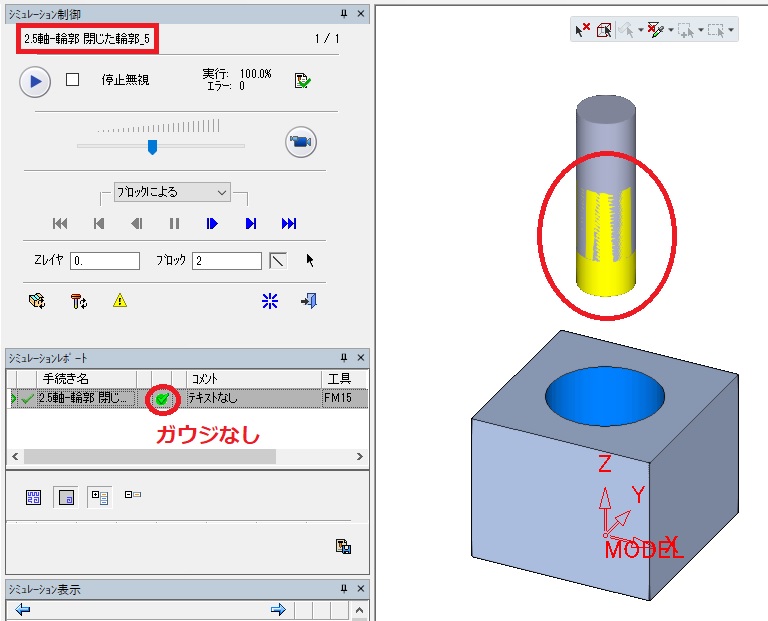 シミュレーション制御
2.5軸-輪郭 閉じた輪郭_5
1 / 1
停止無視
実行: 100.0%
エラー: 0
ブロックによる
Zレイヤ 0.
ブロック 2
シミュレーションレポート
手続き名 コメント 工具
2.5軸-輪郭 閉じ... テキストなし FM15
ガウジなし
シミュレーション表示
Z
Y
X
MODEL